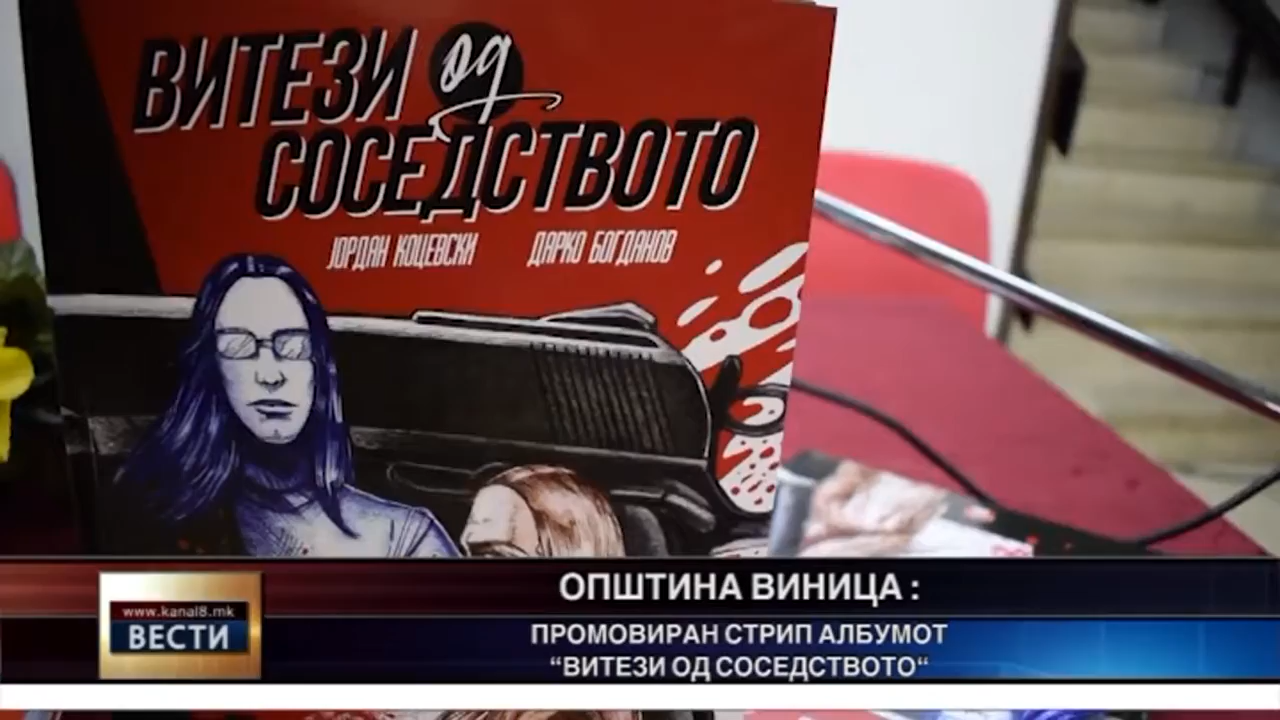 ВИТЕЗИ од
СОСЕДСТВОТО
ЈОРДАН КОЦЕВСКИ ДАРКО БОГДАНОВ
ОПШТИНА ВИНИЦА :
www.kanal8.mk
ВЕСТИ
ПРОМОВИРАН СТРИП АЛБУМОТ
“ВИТЕЗИ ОД СОСЕДСТВОТО“